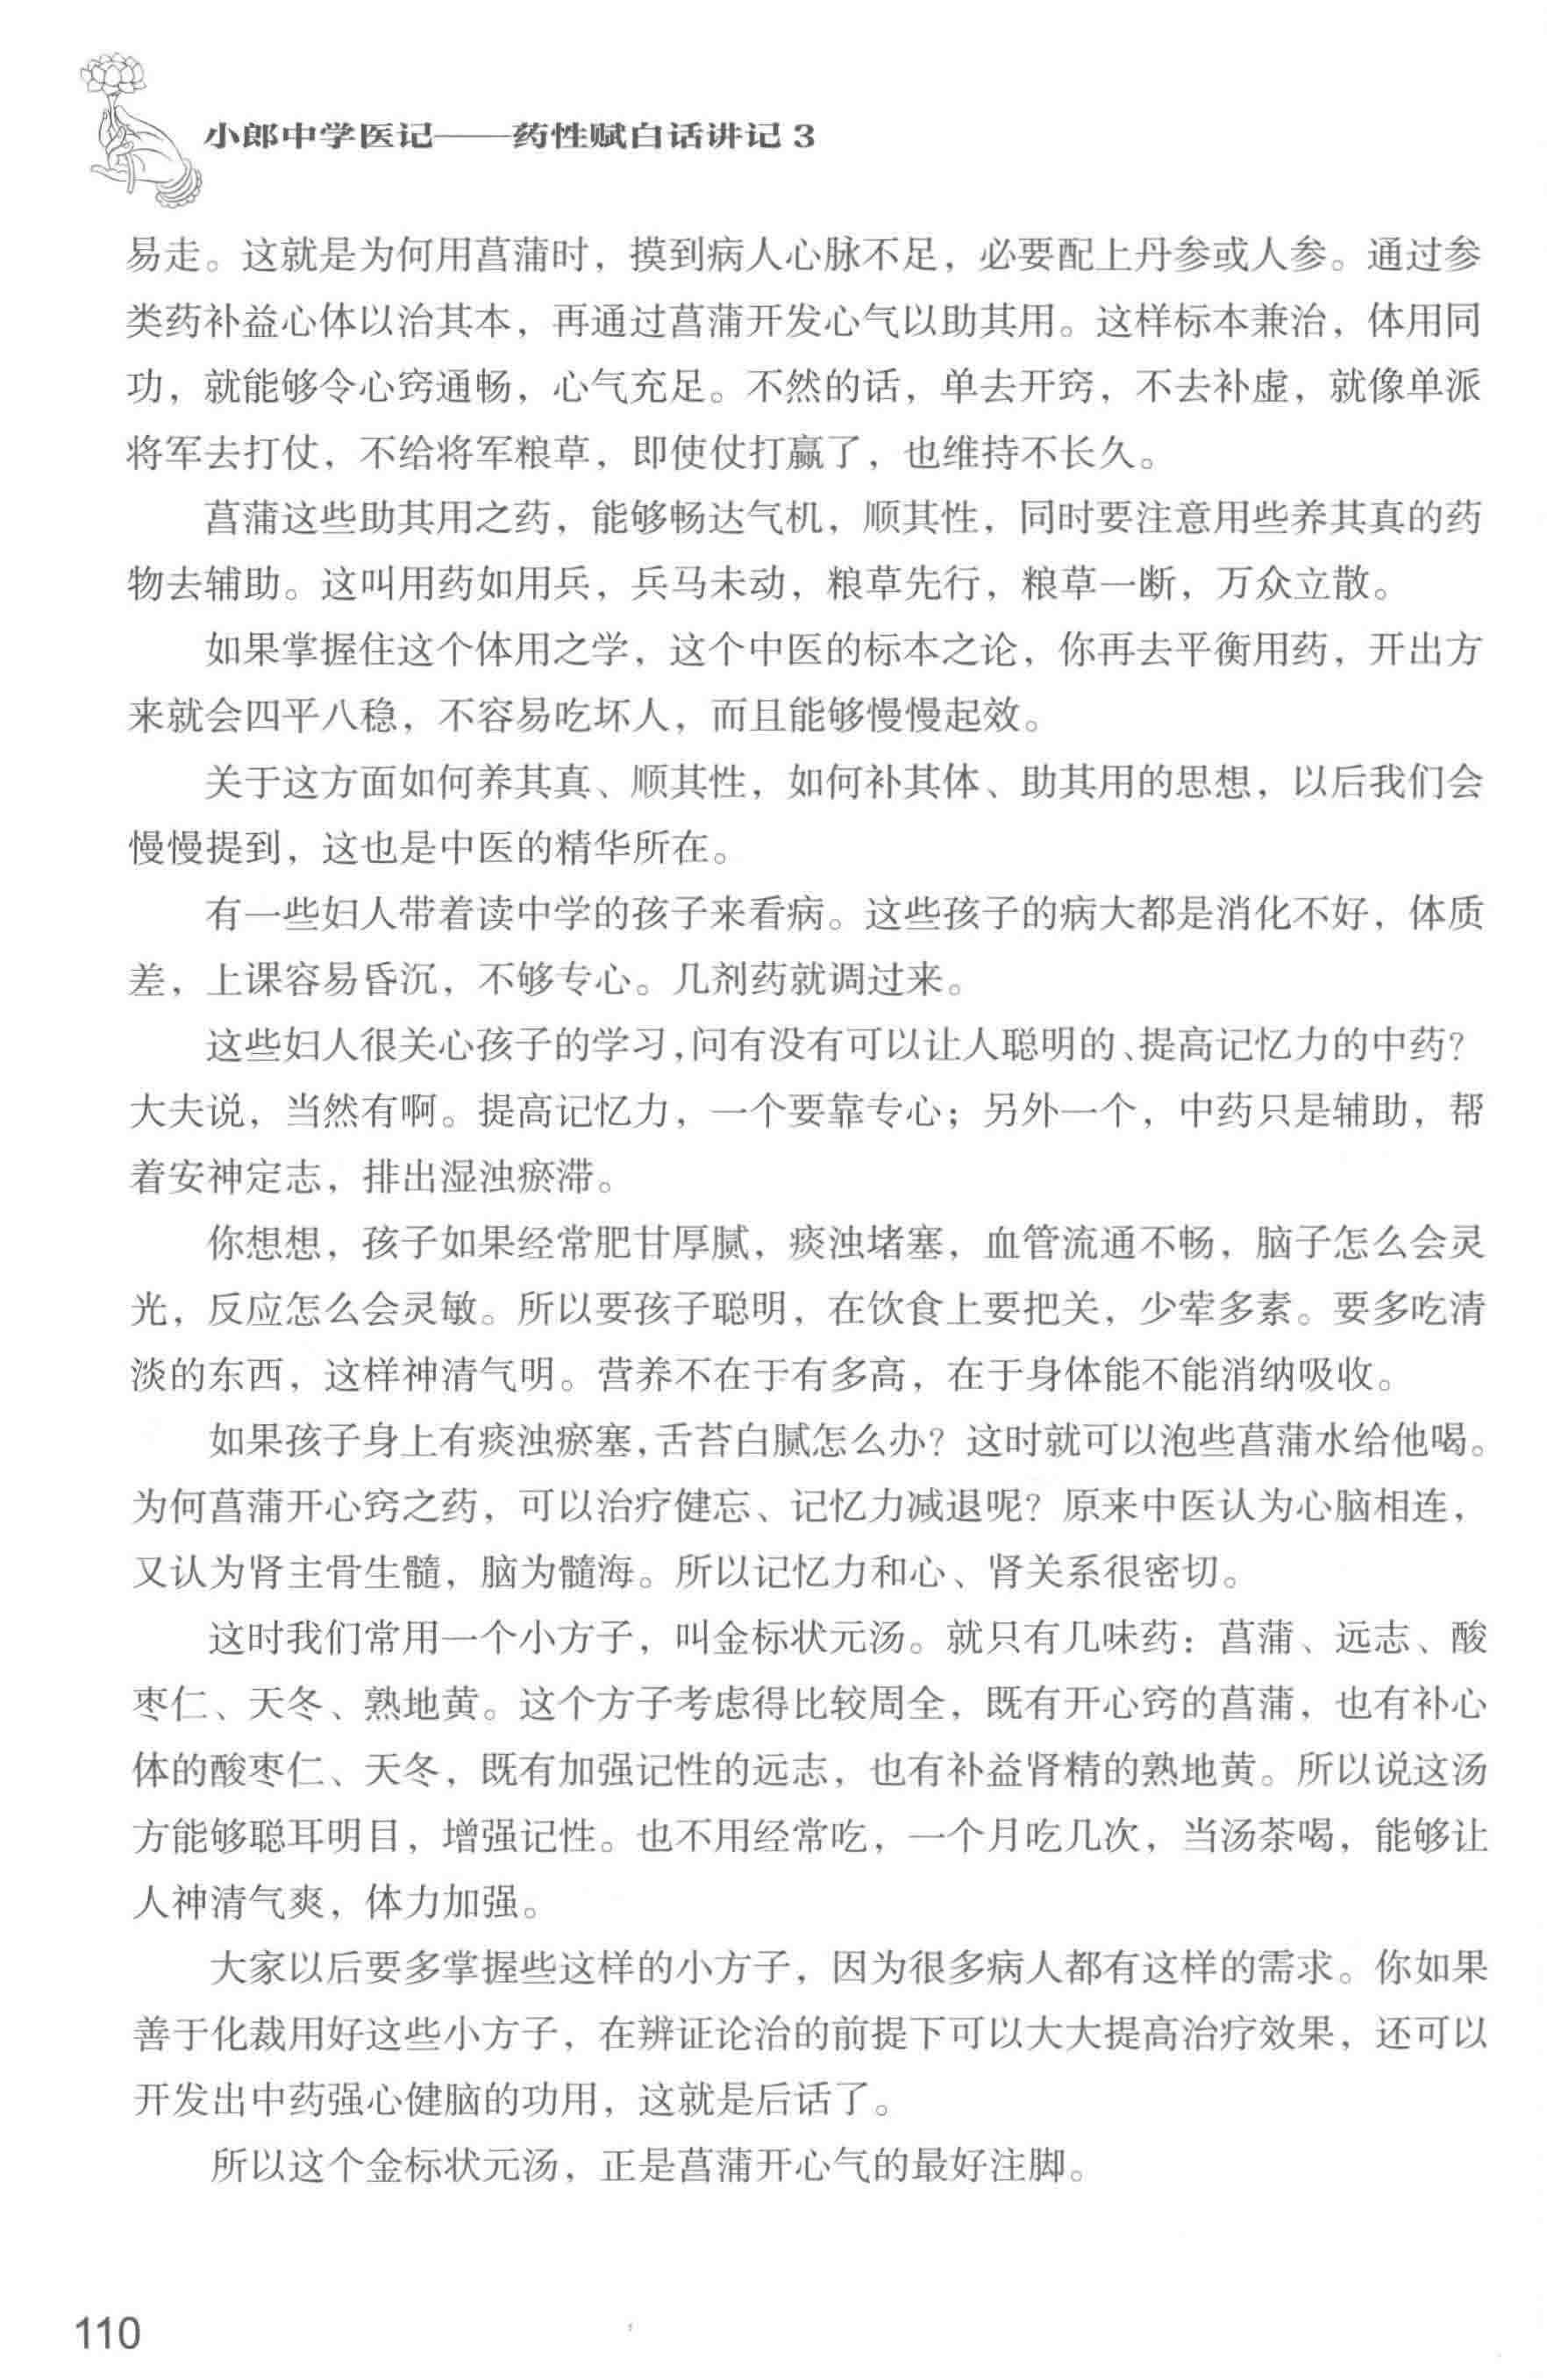 小郎中学医记——药性赋白话讲记 3
易走。这就是为何用菖蒲时，摸到病人心脉不足，必要配上丹参或人参。通过参
类药补益心体以治其本，再通过菖蒲开发心气以助其用。这样标本兼治，体用同
功，就能够令心窍通畅，心气充足。不然的话，单去开窍，不去补虚，就像单派
将军去打仗，不给将军粮草，即使仗打赢了，也维持不长久。
菖蒲这些助其用之药，能够畅达气机，顺其性，同时要注意用些养其真的药
物去辅助。这叫用药如用兵，兵马未动，粮草先行，粮草一断，万众立散。
如果掌握住这个体用之学，这个中医的标本之论，你再去平衡用药，开出方
来就会四平八稳，不容易吃坏人，而且能够慢慢起效。
关于这方面如何养其真、顺其性，如何补其体、助其用的思想，以后我们会
慢慢提到，这也是中医的精华所在。
有一些妇人带着读中学的孩子来看病。这些孩子的病大都是消化不好，体质
差，上课容易昏沉，不够专心。几剂药就调过来。
这些妇人很关心孩子的学习，问有没有可以让人聪明的、提高记忆力的中药？
大夫说，当然有啊。提高记忆力，一个要靠专心；另外一个，中药只是辅助，帮
着安神定志，排出湿浊瘀滞。
你想想，孩子如果经常肥甘厚腻，痰浊堵塞，血管流通不畅，脑子怎么会灵
光，反应怎么会灵敏。所以要孩子聪明，在饮食上要把关，少荤多素。要多吃清
淡的东西，这样神清气明。营养不在于有多高，在于身体能不能消纳吸收。
如果孩子身上有痰浊瘀塞，舌苔白腻怎么办？这时就可以泡些菖蒲水给他喝。
为何菖蒲开心窍之药，可以治疗健忘、记忆力减退呢？原来中医认为心脑相连，
又认为肾主骨生髓，脑为髓海。所以记忆力和心、肾关系很密切。
这时我们常用一个小方子，叫金标状元汤。就只有几味药：菖蒲、远志、酸
枣仁、天冬、熟地黄。这个方子考虑得比较周全，既有开心窍的菖蒲，也有补心
体的酸枣仁、天冬，既有加强记性的远志，也有补益肾精的熟地黄。所以说这汤
方能够聪耳明目，增强记性。也不用经常吃，一个月吃几次，当汤茶喝，能够让
人神清气爽，体力加强。
大家以后要多掌握些这样的小方子，因为很多病人都有这样的需求。你如果
善于化裁用好这些小方子，在辨证论治的前提下可以大大提高治疗效果，还可以
开发出中药强心健脑的功用，这就是后话了。
所以这个金标状元汤，正是菖蒲开心气的最好注脚。
110